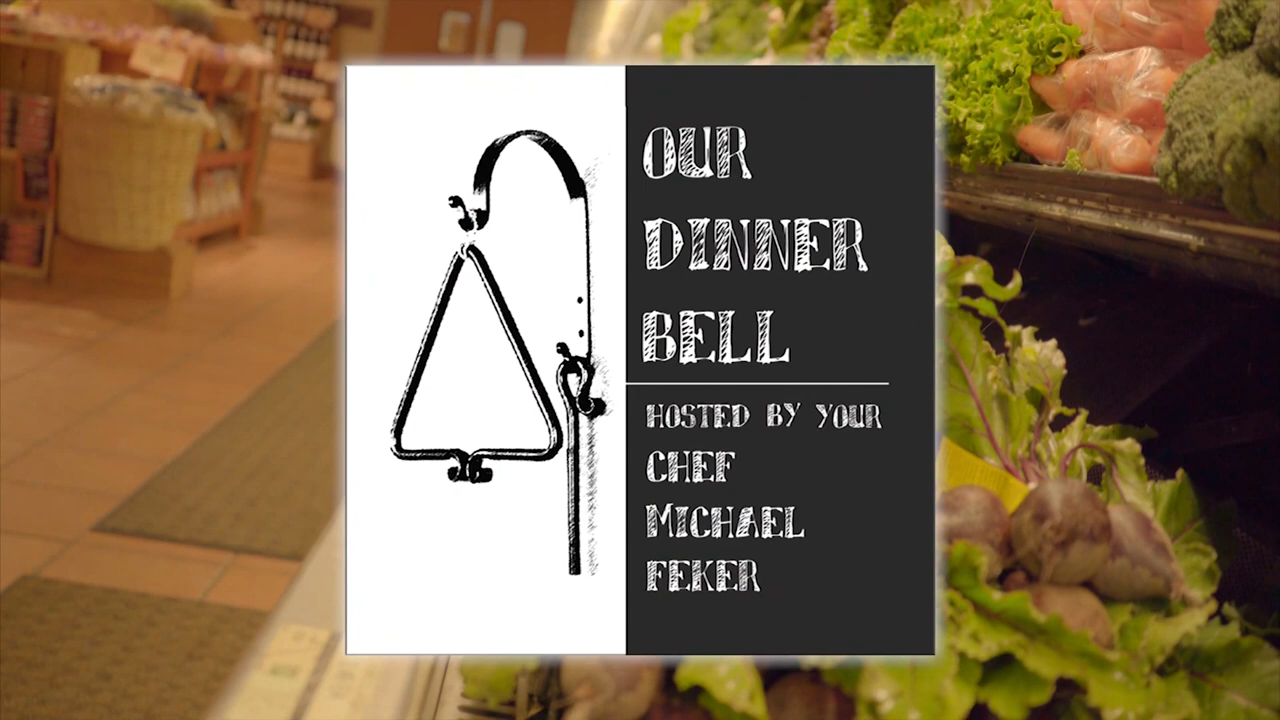 OUR
DINNER
BELL
HOSTED BY YOUR
CHEF
MICHAEL
FEKER